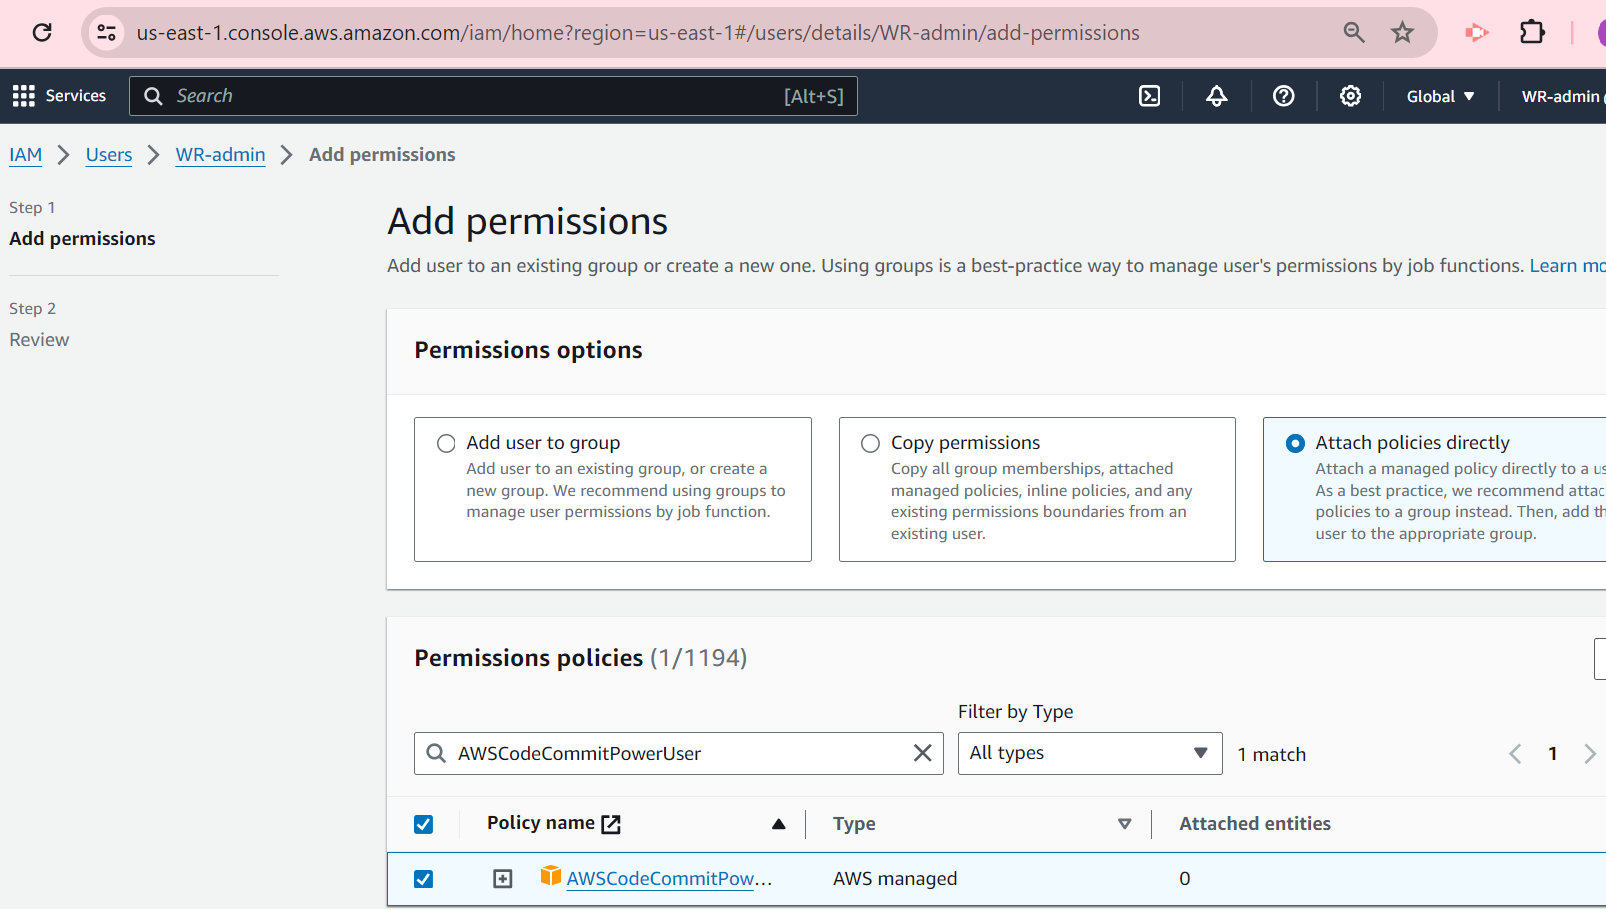 us-east-1.console.aws.amazon.com/iam/home?region=us-east-1#/users/details/WR-admin/add-permissions
Services
Search
[Alt+S]
Global
WR-admin
IAM
Users
WR-admin
Add permissions
Step 1
Add permissions
Step 2
Review
Add permissions
Add user to an existing group or create a new one. Using groups is a best-practice way to manage user's permissions by job functions. Learn mo
Permissions options
Add user to group
Add user to an existing group, or create a
new group. We recommend using groups to
manage user permissions by job function.
Copy permissions
Copy all group memberships, attached
managed policies, inline policies, and any
existing permissions boundaries from an
existing user.
Attach policies directly
Attach a managed policy directly to a us
As a best practice, we recommend attac
policies to a group instead. Then, add th
user to the appropriate group.
Permissions policies (1/1194)
Filter by Type
AWSCodeCommitPowerUser
All types
1 match
1
Policy name
Type
Attached entities
AWSCodeCommitPow...
AWS managed
0